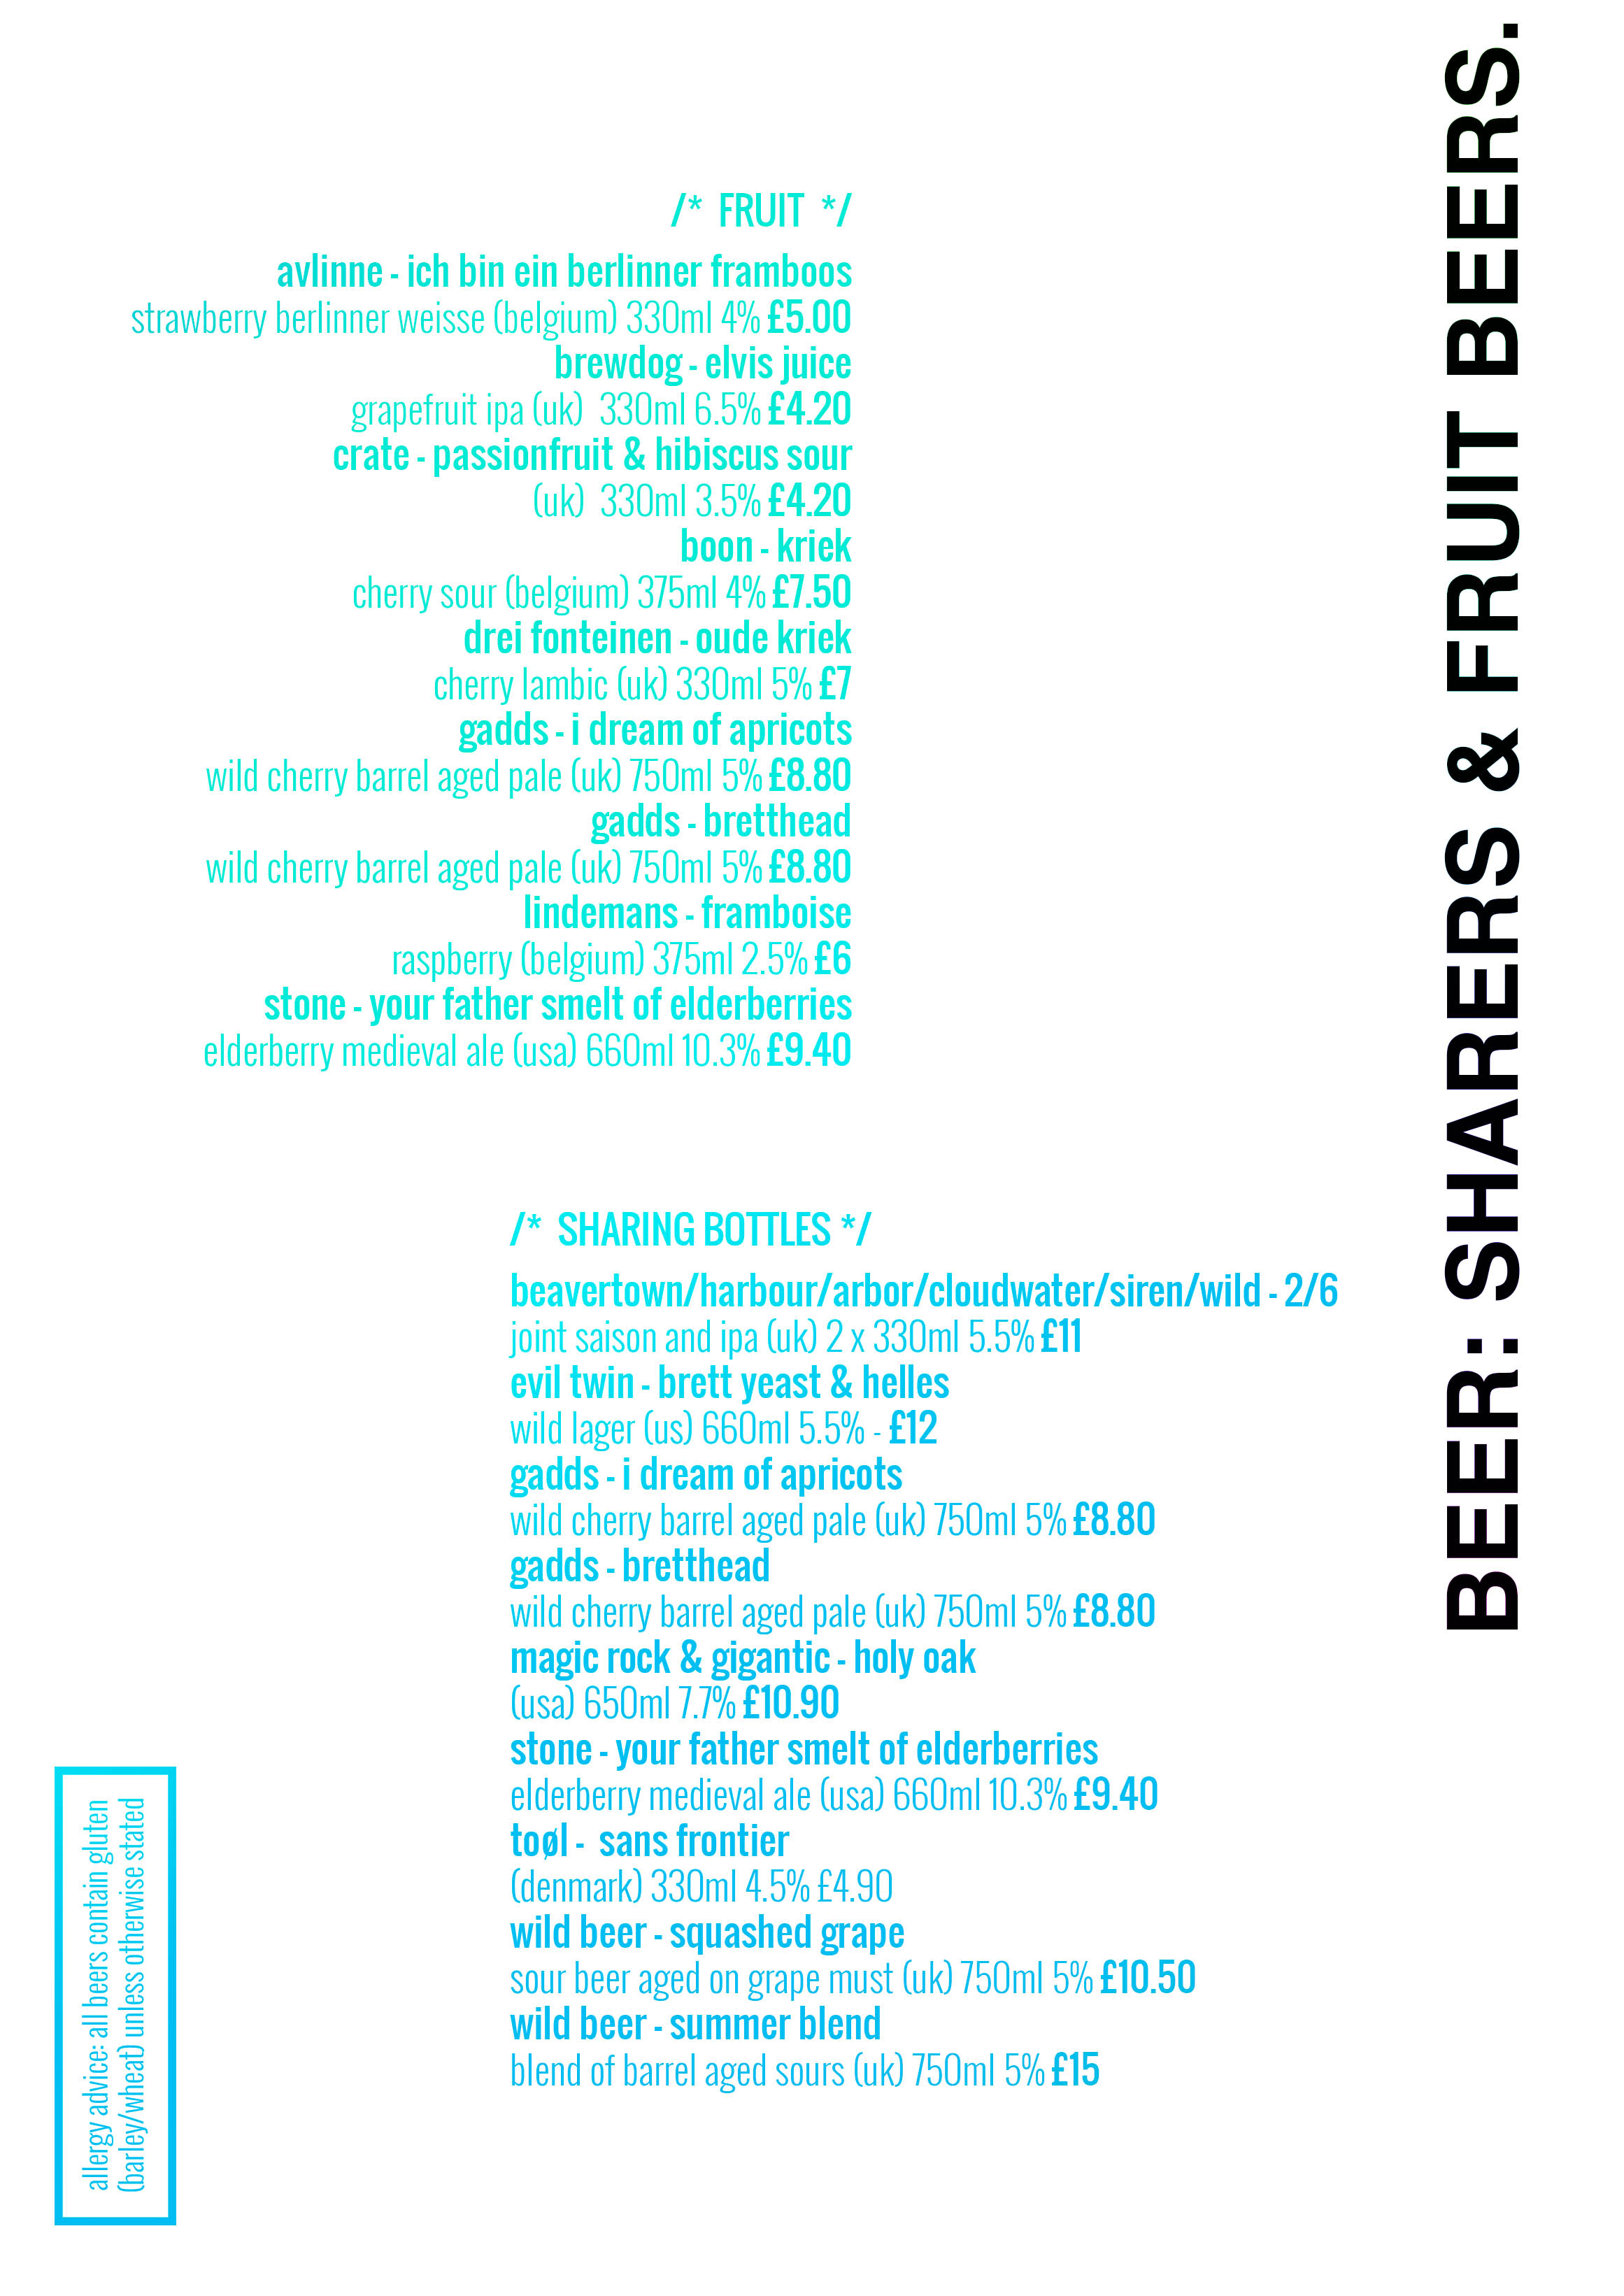 BEER: SHARERS & FRUIT BEERS.
/* FRUIT */
avlinne - ich bin ein berlinner framboos
strawberry berlinner weisse (belgium) 330ml 4% £5.00
brewdog - elvis juice
grapefruit ipa (uk) 330ml 6.5% £4.20
crate - passionfruit & hibiscus sour
(uk) 330ml 3.5% £4.20
boon - kriek
cherry sour (belgium) 375ml 4% £7.50
drei fonteinen - oude kriek
cherry lambic (uk) 330ml 5% £7
gadds - i dream of apricots
wild cherry barrel aged pale (uk) 750ml 5% £8.80
gadds - bretthead
wild cherry barrel aged pale (uk) 750ml 5% £8.80
lindemans - framboise
raspberry (belgium) 375ml 2.5% £6
stone - your father smelt of elderberries
elderberry medieval ale (usa) 660ml 10.3% £9.40
/* SHARING BOTTLES */
beavertown/harbour/arbor/cloudwater/siren/wild - 2/6
joint saison and ipa (uk) 2 x 330ml 5.5% £11
evil twin - brett yeast & helles
wild lager (us) 660ml 5.5% - £12
gadds - i dream of apricots
wild cherry barrel aged pale (uk) 750ml 5% £8.80
gadds - bretthead
wild cherry barrel aged pale (uk) 750ml 5% £8.80
magic rock & gigantic - holy oak
(usa) 650ml 7.7% £10.90
stone - your father smelt of elderberries
elderberry medieval ale (usa) 660ml 10.3% £9.40
toøl - sans frontier
(denmark) 330ml 4.5% £4.90
wild beer - squashed grape
sour beer aged on grape must (uk) 750ml 5% £10.50
wild beer - summer blend
blend of barrel aged sours (uk) 750ml 5% £15
allergy advice: all beers contain gluten
(barley/wheat) unless otherwise stated